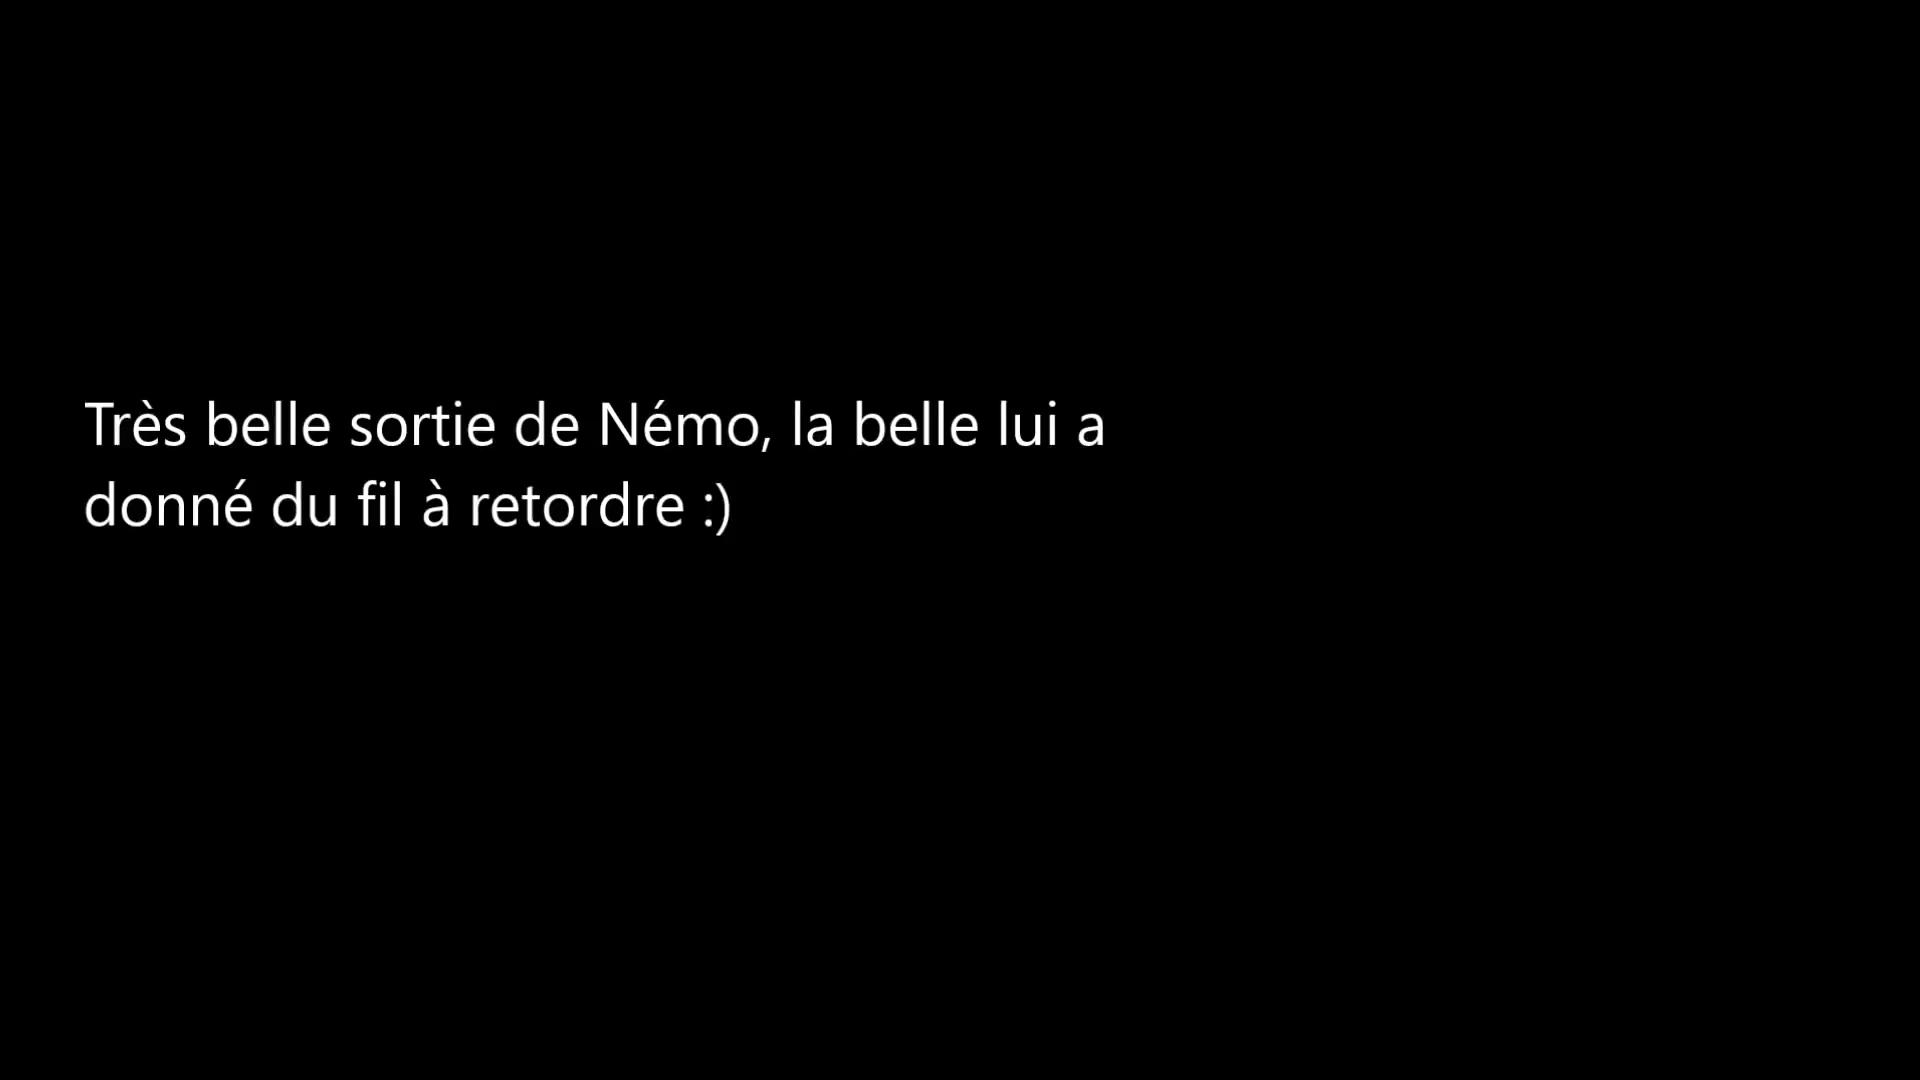 Très belle sortie de Némo, la belle lui a
donné du fil à retordre :)